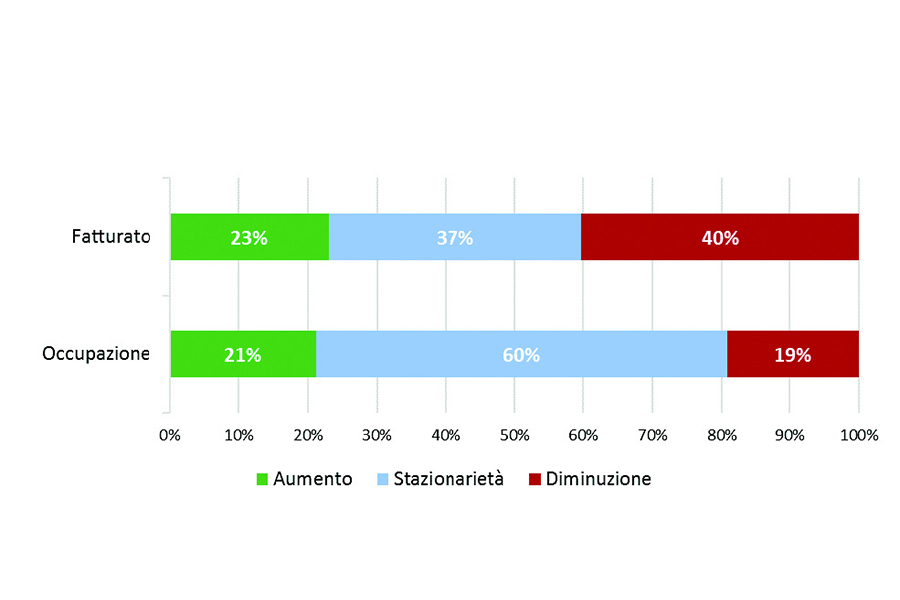 Fatturato 23% 37% 40%
Occupazione 21% 60% 19%
0% 10% 20% 30% 40% 50% 60% 70% 80% 90% 100%
Aumento Stazionarietà Diminuzione